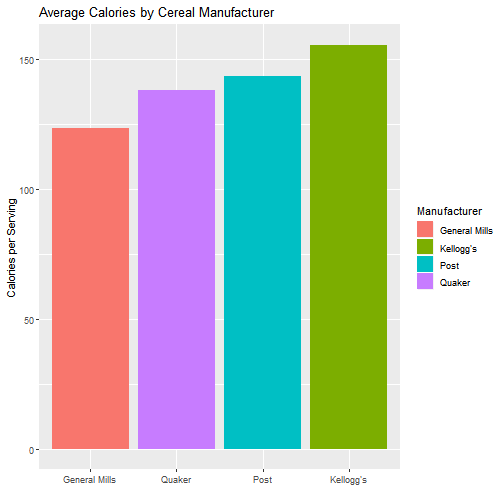 Average Calories by Cereal Manufacturer
Calories per Serving
150
100
50
0
General Mills
Quaker
Post
Kellogg's
Manufacturer
General Mills
Kellogg's
Post
Quaker